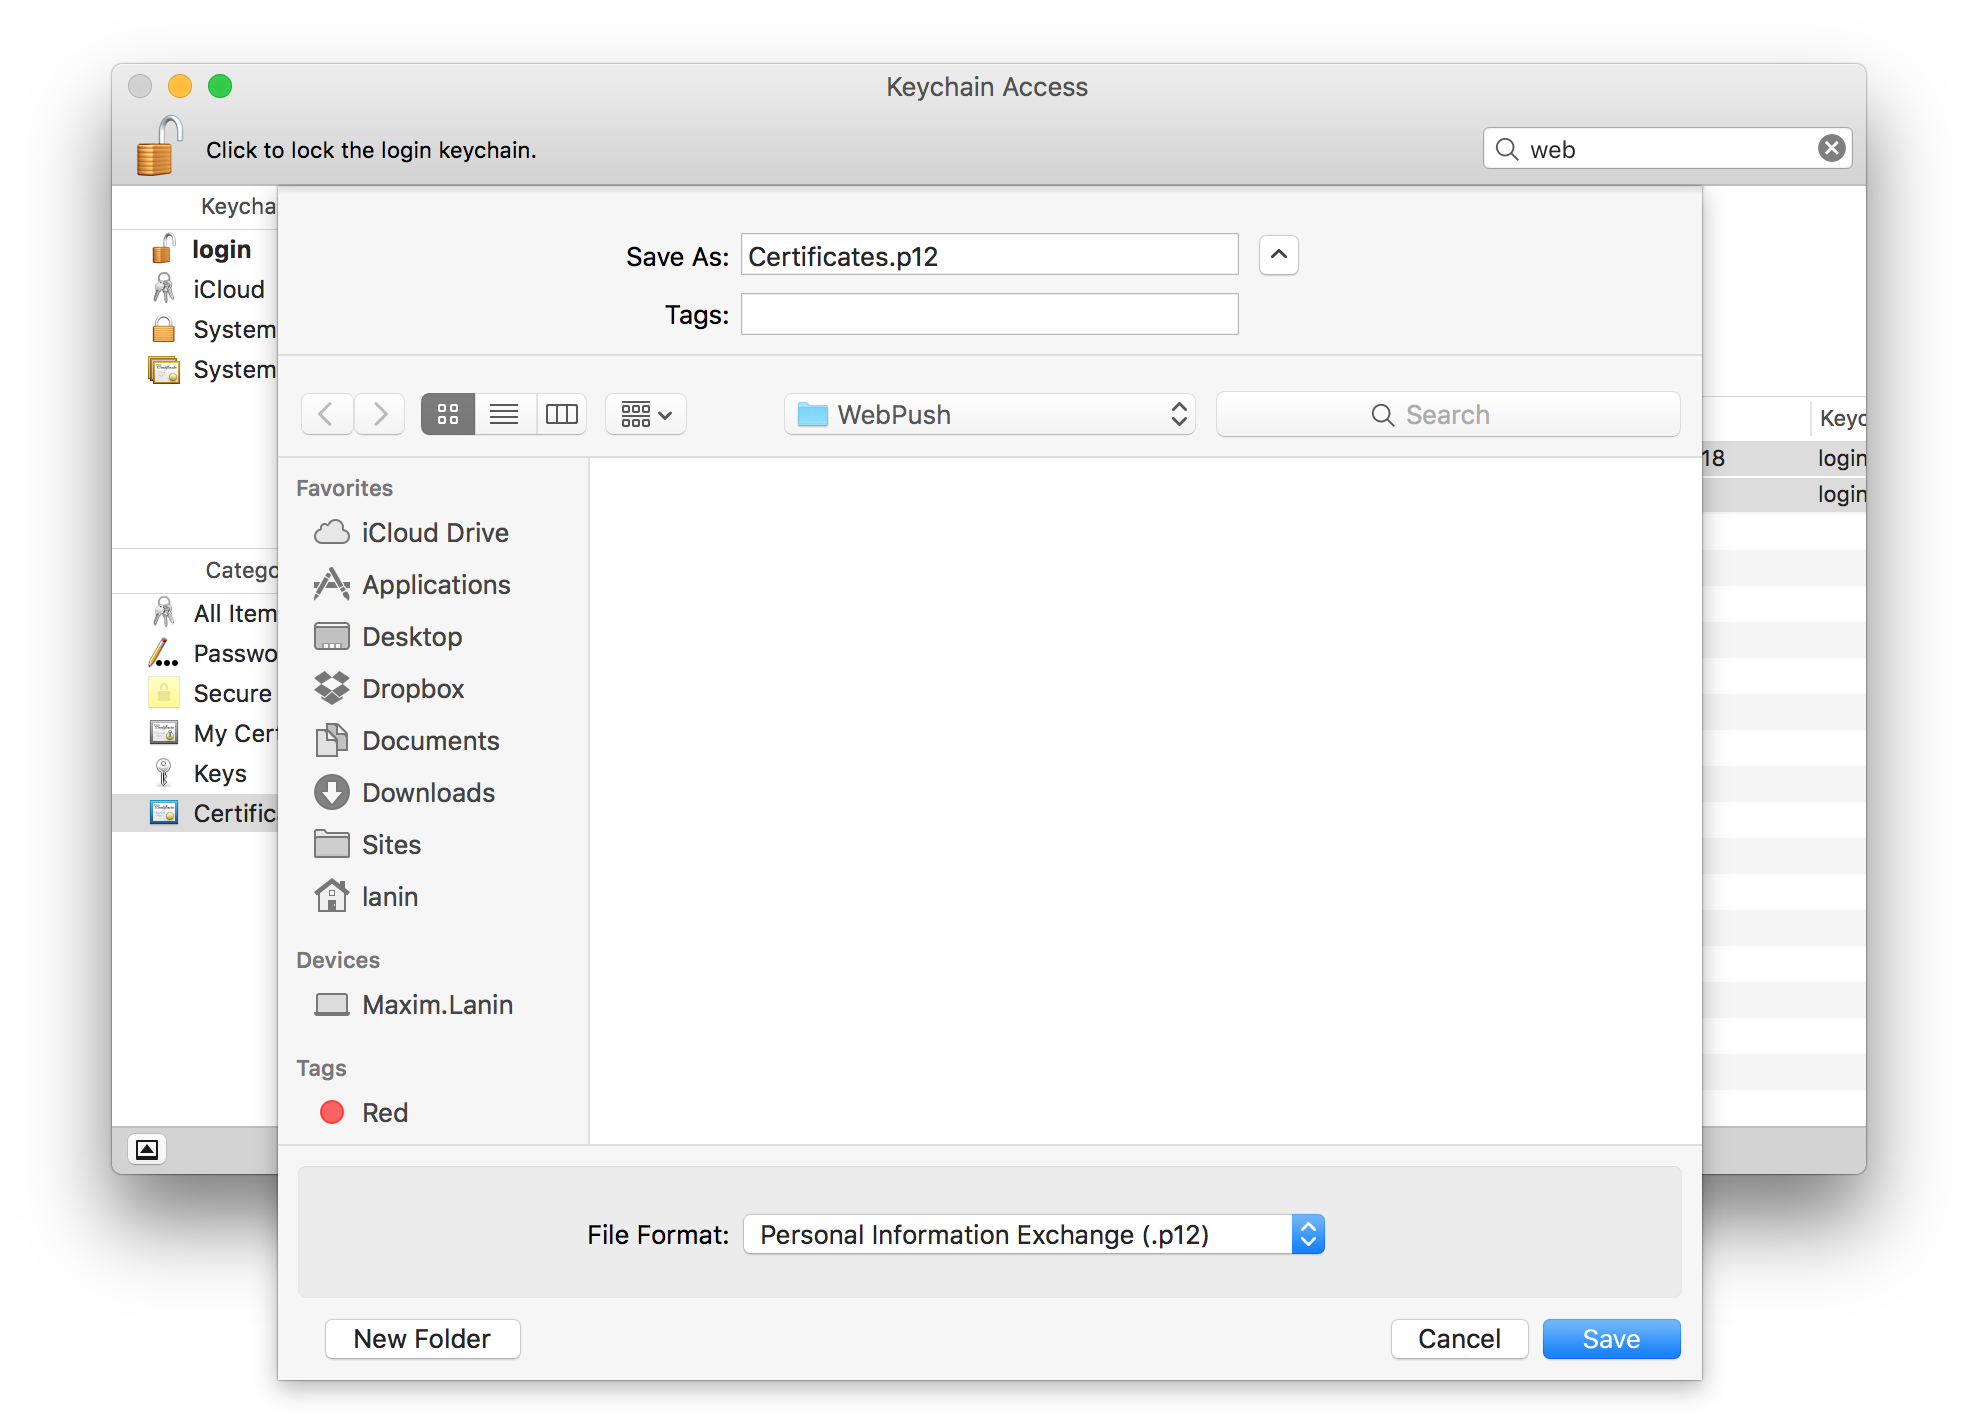 Keychain Access
Click to lock the login keychain.
web
Keycha
login
iCloud
System
System
Catego
All Item
Passwo
Secure
My Cert
Keys
Certific
Save As: Certificates.p12
Tags:
WebPush
Search
Favorites
iCloud Drive
Applications
Desktop
Dropbox
Documents
Downloads
Sites
lanin
Devices
Maxim.Lanin
Tags
Red
Keyc
18 login
login
File Format: Personal Information Exchange (.p12)
New Folder
Cancel
Save